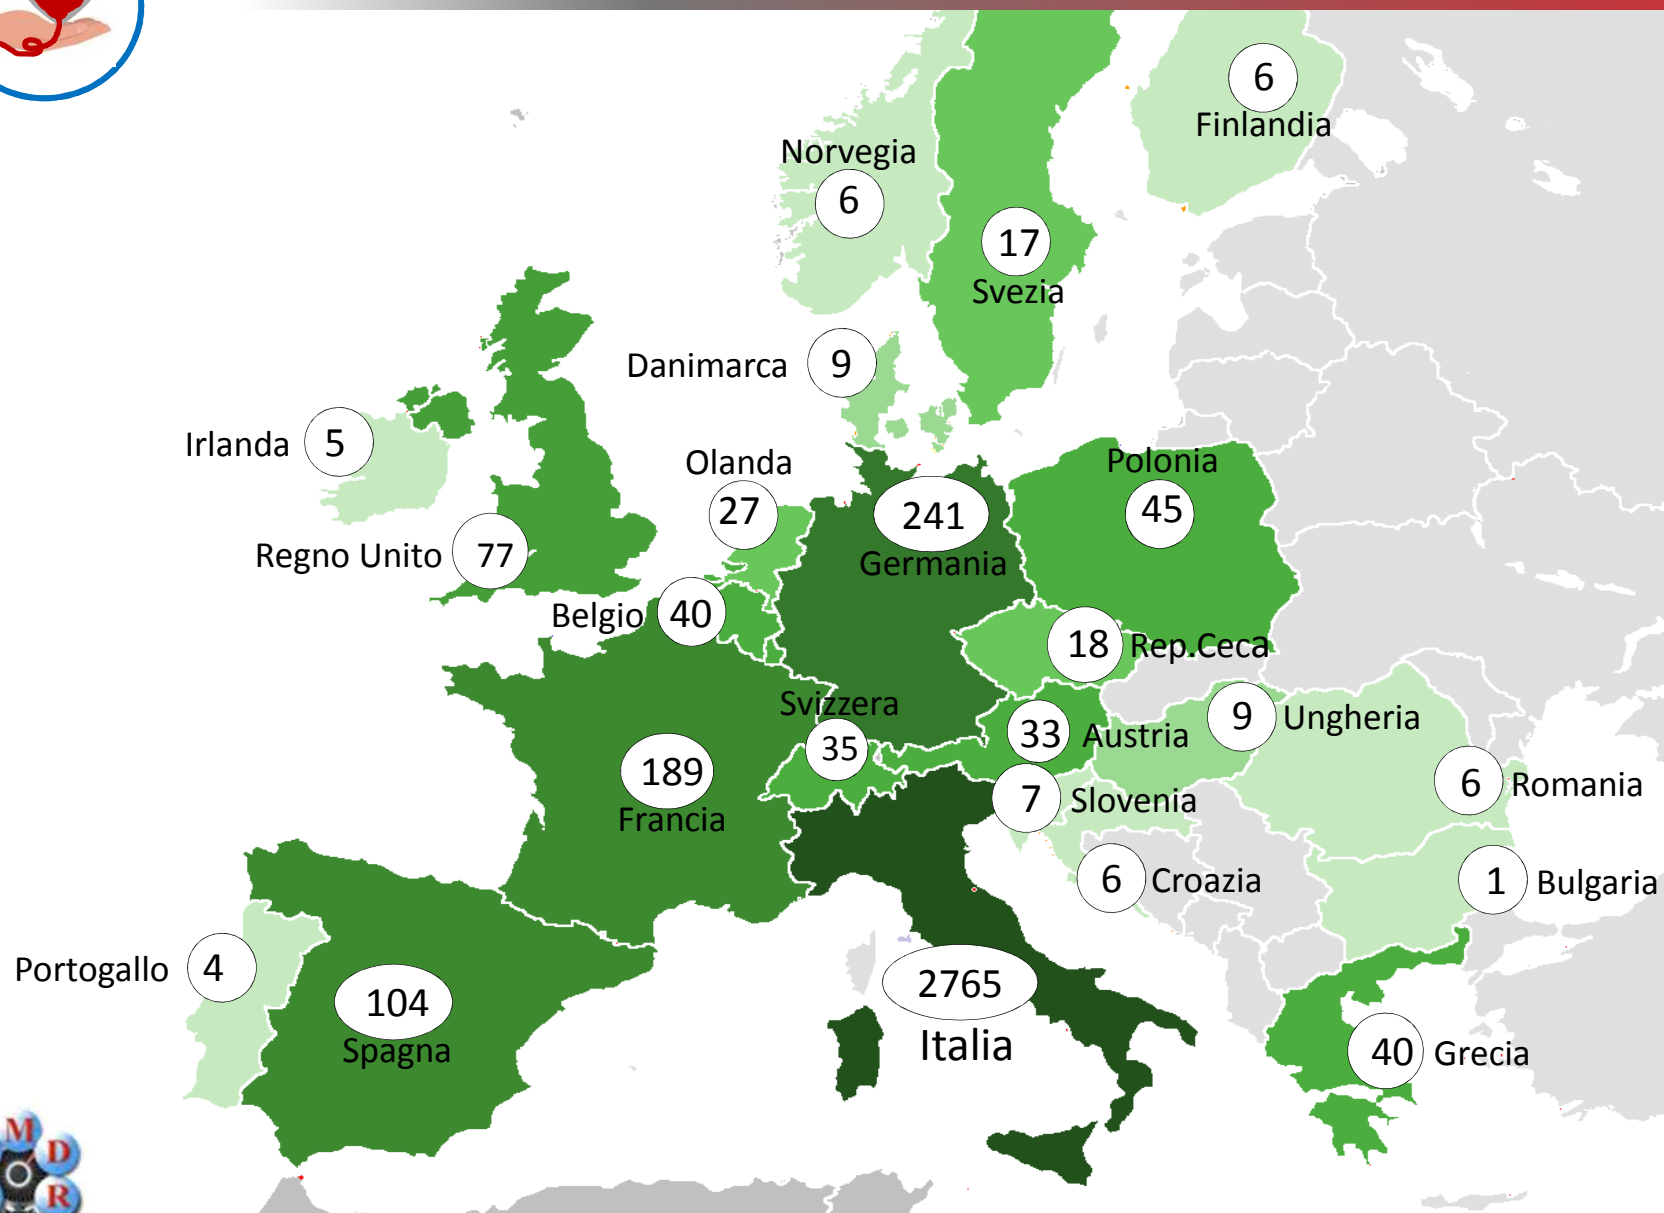 6
Finlandia
Norvegia
6
17
Svezia
Danimarca 9
Irlanda 5
Olanda
27
241
Germania
Polonia
45
Regno Unito 77
Belgio 40
18 Rep.Ceca
Svizzera
35
33 Austria
9 Ungheria
189
Francia
7 Slovenia
6 Romania
6 Croazia
1 Bulgaria
Portogallo 4
104
Spagna
2765
Italia
40 Grecia
M
D
R